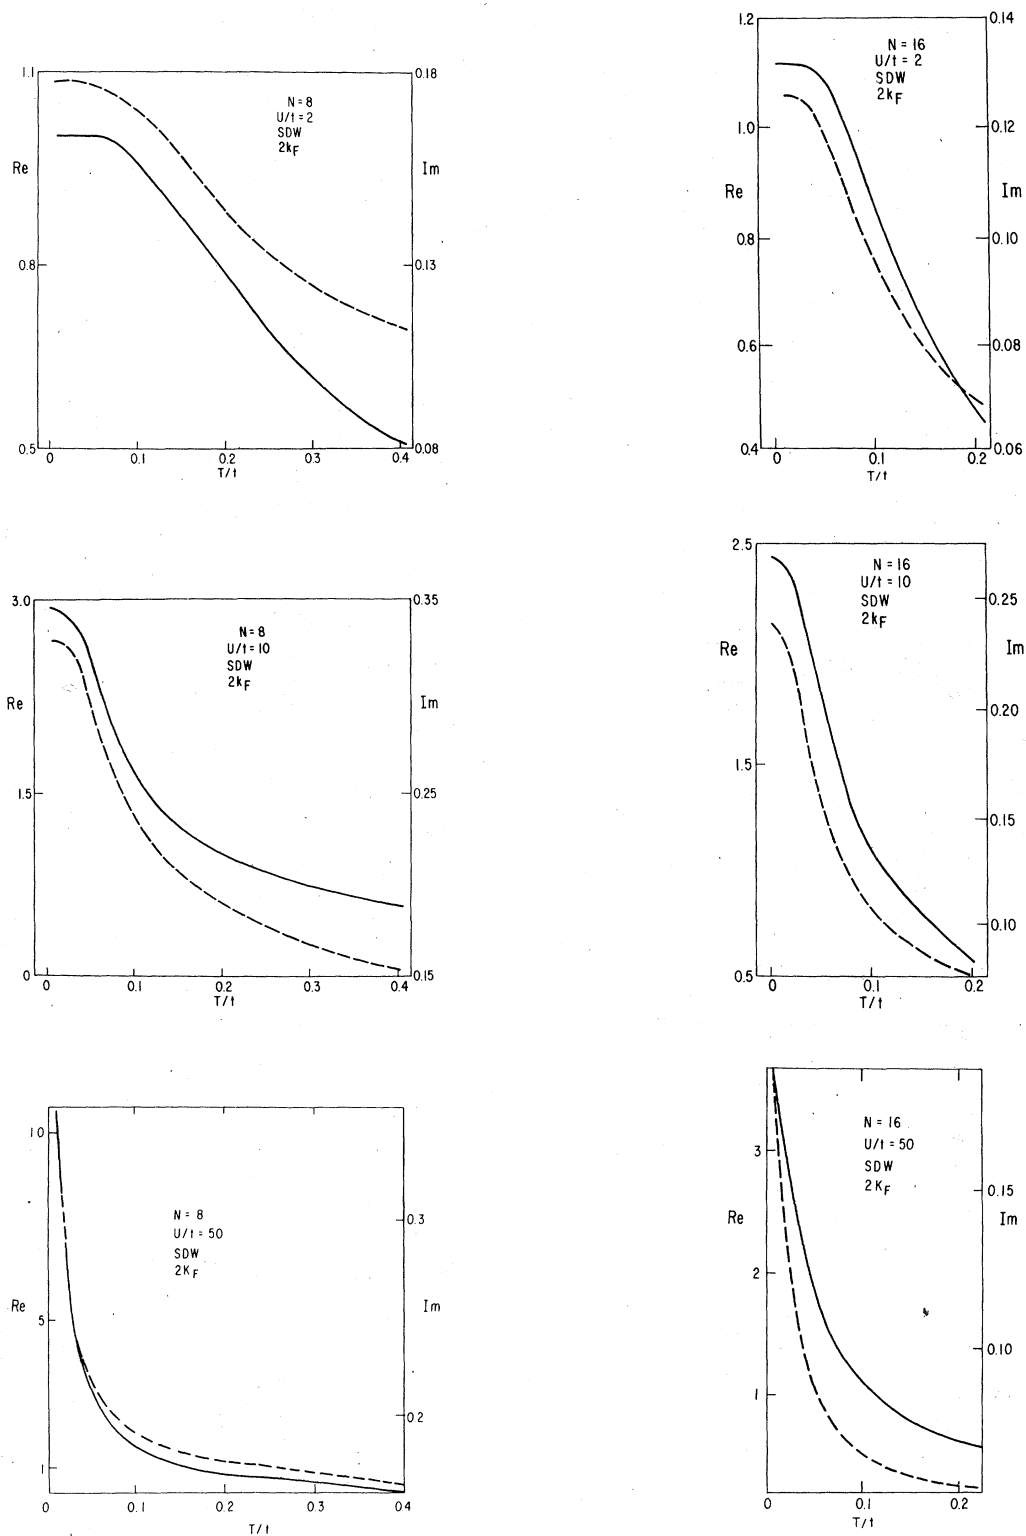 1.1
0.8
0.5
Re
N = 8
U/t = 2
SDW
2kF
0.18
Im
0.13
0.08
0 0.1 0.2 0.3 0.4
T/t
1.2
1.0
Re
0.8
0.6
0.4
N = 16
U/t = 2
SDW
2kF
0.14
0.12
Im
0.10
0.08
0.06
0 0.1 0.2
T/t
3.0
Re
1.5
0
N = 8
U/t = 10
SDW
2kF
0.35
Im
0.25
0.15
0 0.1 0.2 0.3 0.4
T/t
2.5
Re
1.5
0.5
N = 16
U/t = 10
SDW
2kF
0.25
Im
0.20
0.15
0.10
0 0.1 0.2
T/t
10
Re
5
1
N = 8
U/t = 50
SDW
2KF
0.3
Im
0.2
0 0.1 0.2 0.3 0.4
T/t
3
Re
2
1
N = 16
U/t = 50
SDW
2KF
0.15
Im
0.10
0 0.1 0.2
T/t